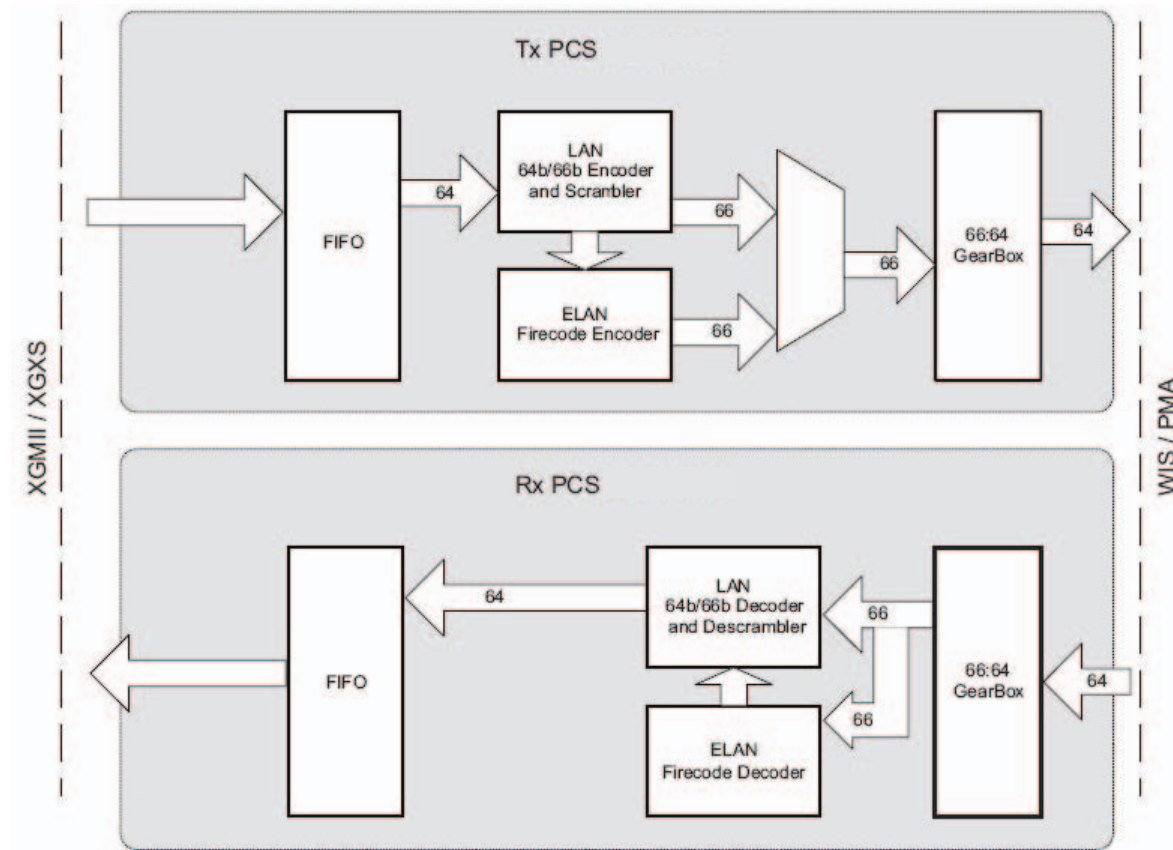 Tx PCS
LAN
64b/66b Encoder
and Scrambler
64
66
FIFO
66:64
GearBox
64
66
ELAN
Firecode Encoder
66
XGMII / XGXS
WIS / PMA
Rx PCS
LAN
64b/66b Decoder
and Descrambler
64
66
FIFO
66:64
GearBox
64
66
ELAN
Firecode Decoder